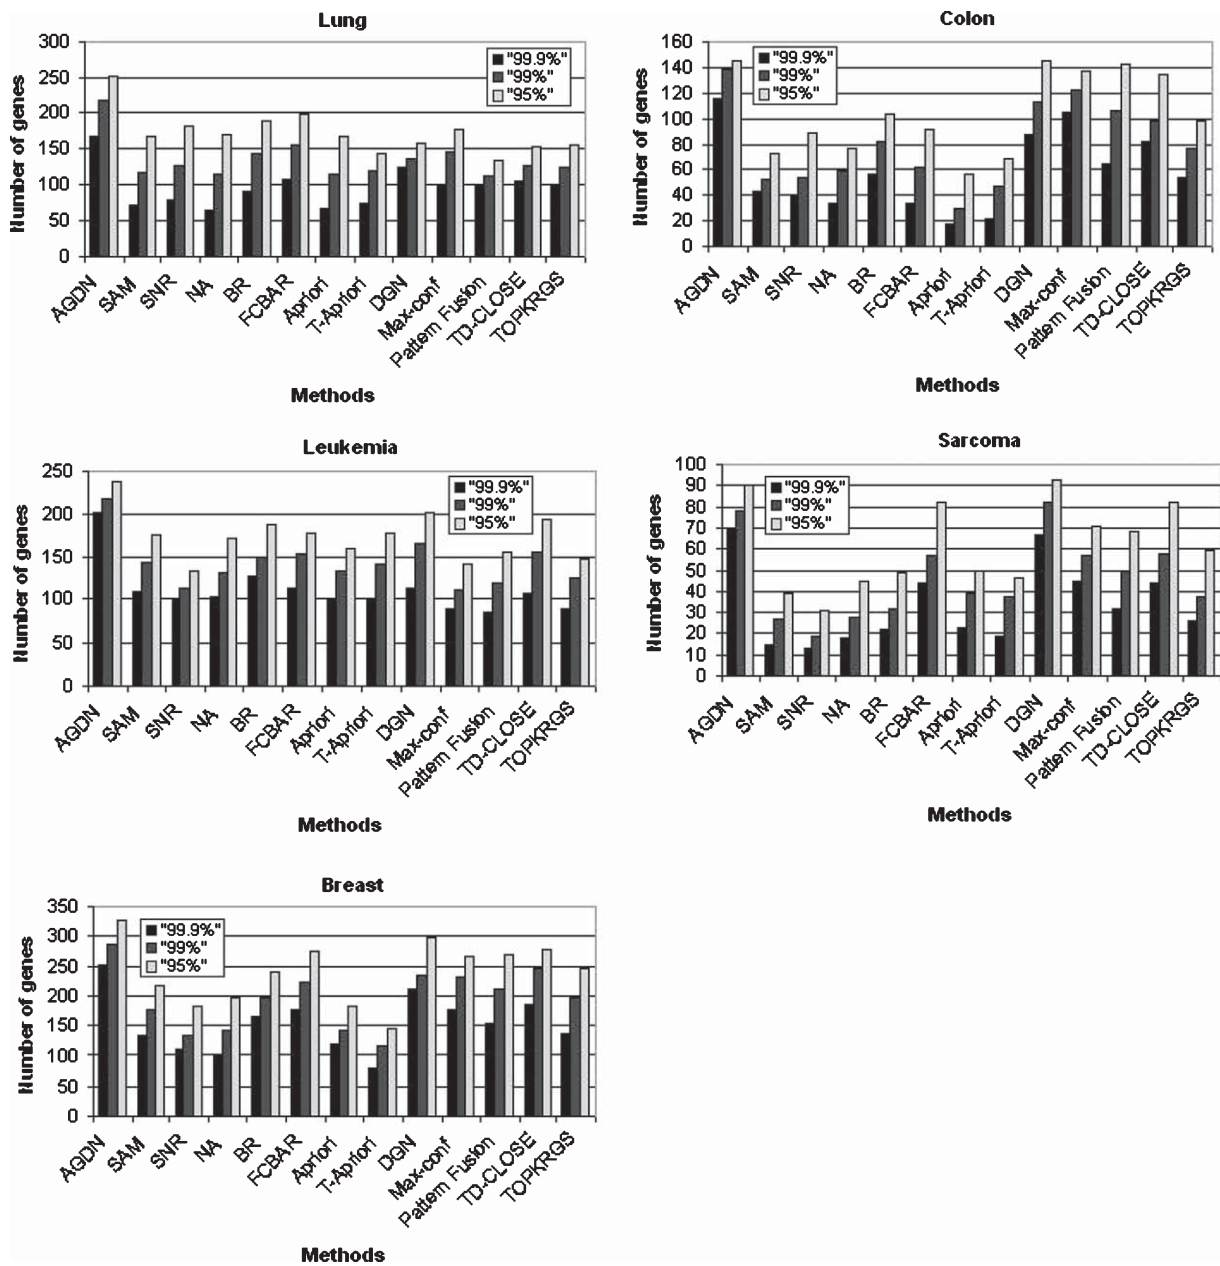 Lung
Number of genes
300
250
200
150
100
50
0
"99.9%"
"99%"
"95%"
AGDN
SAM
SNR
NA
BR
FCBAR
Apriori
T-Apriori
DGN
Max-conf
Pattern Fusion
TD-CLOSE
TOPKRGS
Methods
Colon
Number of genes
160
140
120
100
80
60
40
20
0
"99.9%"
"99%"
"95%"
AGDN
SAM
SNR
NA
BR
FCBAR
Apriori
T-Apriori
DGN
Max-conf
Pattern Fusion
TD-CLOSE
TOPKRGS
Methods
Leukemia
Number of genes
250
200
150
100
50
0
"99.9%"
"99%"
"95%"
AGDN
SAM
SNR
NA
BR
FCBAR
Apriori
T-Apriori
DGN
Max-conf
Pattern Fusion
TD-CLOSE
TOPKRGS
Methods
Sarcoma
Number of genes
100
90
80
70
60
50
40
30
20
10
0
"99.9%"
"99%"
"95%"
AGDN
SAM
SNR
NA
BR
FCBAR
Apriori
T-Apriori
DGN
Max-conf
Pattern Fusion
TD-CLOSE
TOPKRGS
Methods
Breast
Number of genes
350
300
250
200
150
100
50
0
"99.9%"
"99%"
"95%"
AGDN
SAM
SNR
NA
BR
FCBAR
Apriori
T-Apriori
DGN
Max-conf
Pattern Fusion
TD-CLOSE
TOPKRGS
Methods